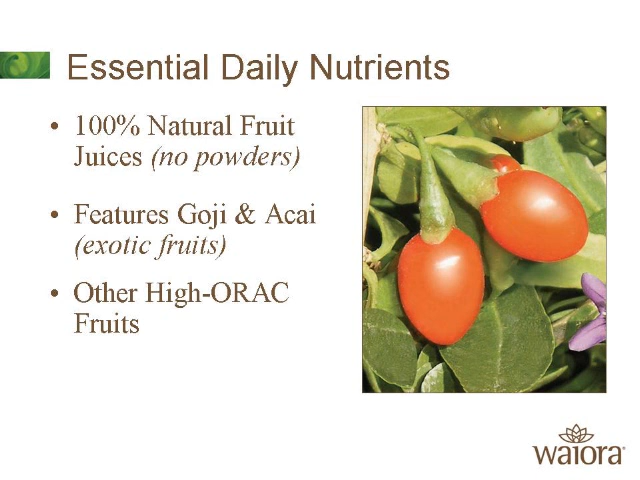 Essential Daily Nutrients
• 100% Natural Fruit
Juices (no powders)
• Features Goji & Acai
(exotic fruits)
• Other High-ORAC
Fruits
waiora®